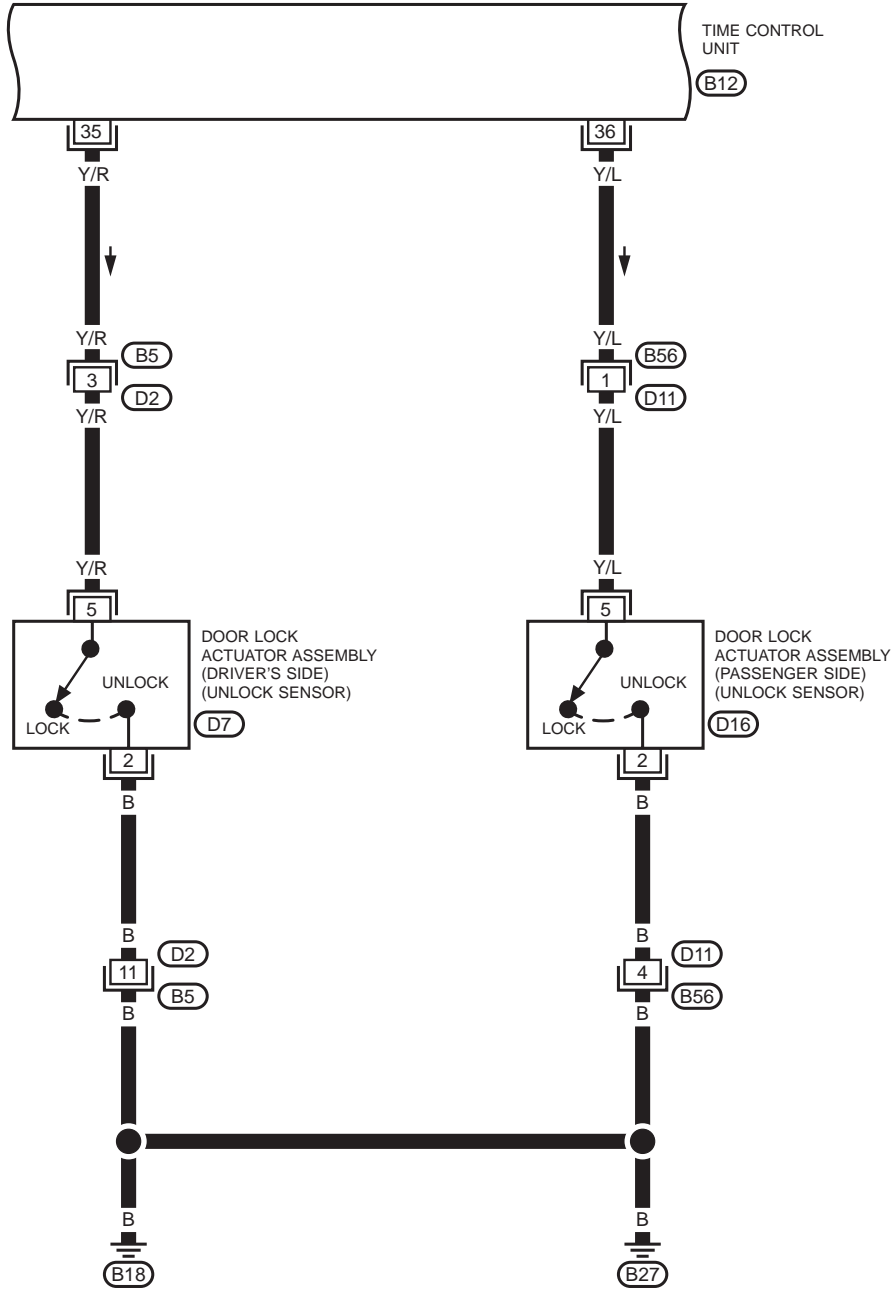 TIME CONTROL
UNIT
B12
35
36
Y/R
Y/L
Y/R
Y/L
B5
B56
3
1
D2
D11
Y/R
Y/L
Y/R
Y/L
5
5
DOOR LOCK
ACTUATOR ASSEMBLY
(DRIVER'S SIDE)
(UNLOCK SENSOR)
D7
UNLOCK
LOCK
DOOR LOCK
ACTUATOR ASSEMBLY
(PASSENGER SIDE)
(UNLOCK SENSOR)
D16
UNLOCK
LOCK
2
2
B
B
B
B
D2
D11
11
4
B5
B56
B
B
B
B
B18
B27